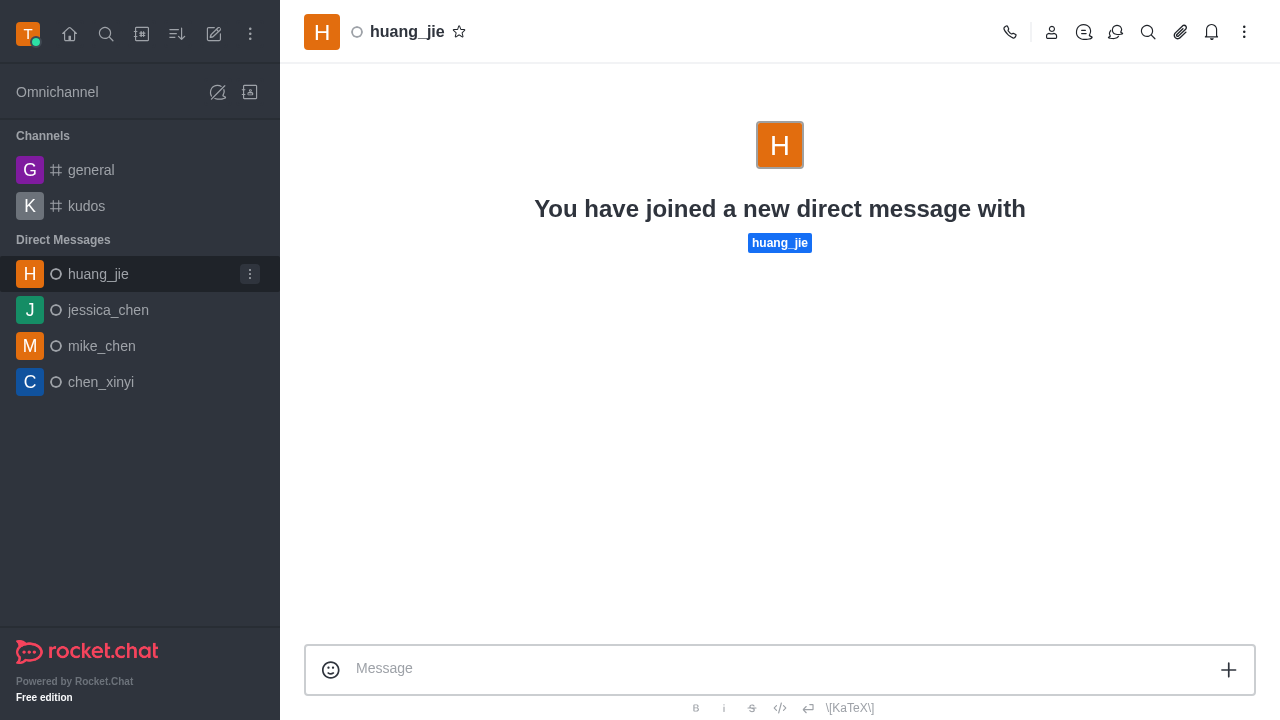 T
Omnichannel
Channels
G general
K kudos
Direct Messages
H huang_jie
J jessica_chen
M mike_chen
C chen_xinyi
rocket.chat
Powered by Rocket.Chat
Free edition
H huang_jie
H
You have joined a new direct message with
huang_jie
Message
B i S \[KaTeX\]